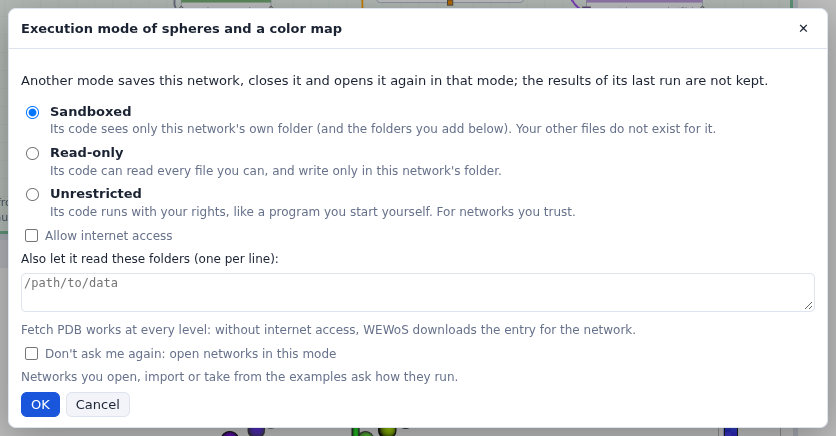 Execution mode of spheres and a color map
Another mode saves this network, closes it and opens it again in that mode; the results of its last run are not kept.
Sandboxed
Its code sees only this network's own folder (and the folders you add below). Your other files do not exist for it.
Read-only
Its code can read every file you can, and write only in this network's folder.
Unrestricted
Its code runs with your rights, like a program you start yourself. For networks you trust.
Allow internet access
Also let it read these folders (one per line):
/path/to/data
Fetch PDB works at every level: without internet access, WEWoS downloads the entry for the network.
Don't ask me again: open networks in this mode
Networks you open, import or take from the examples ask how they run.
OK Cancel